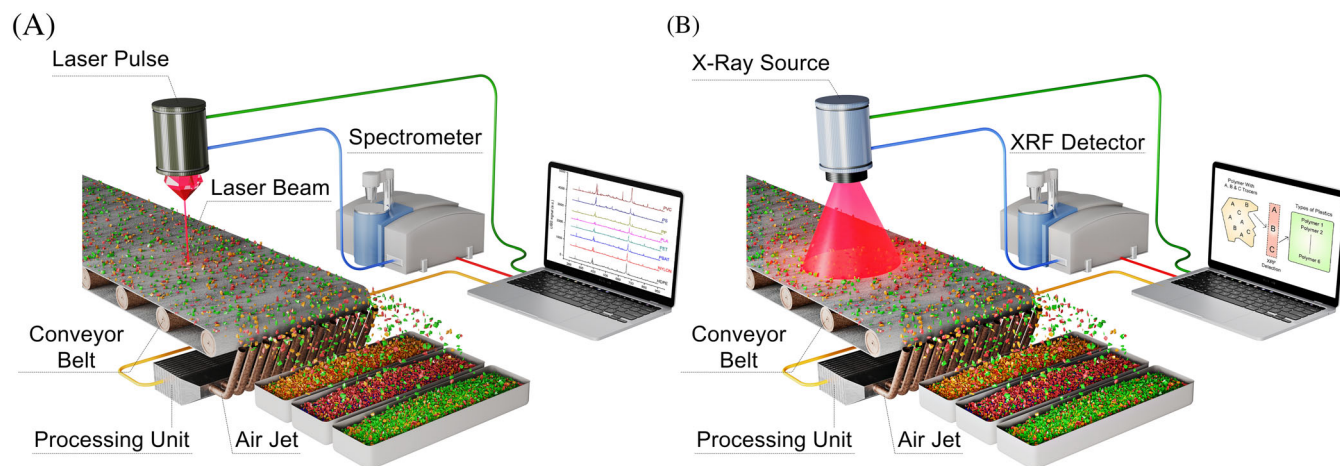 (A)
Laser Pulse
Spectrometer
Laser Beam
PVC
PS
PP
PLA
PET
PBAT
NYLON
HDPE
Conveyor
Belt
Processing Unit
Air Jet
(B)
X-Ray Source
XRF Detector
Polymer With
A, B & C Tracers
A B
C A
A C
B C
A
A
B
C
XRF
Detection
Types of Plastics
Polymer 1
Polymer 2
Polymer 6
Conveyor
Belt
Processing Unit
Air Jet